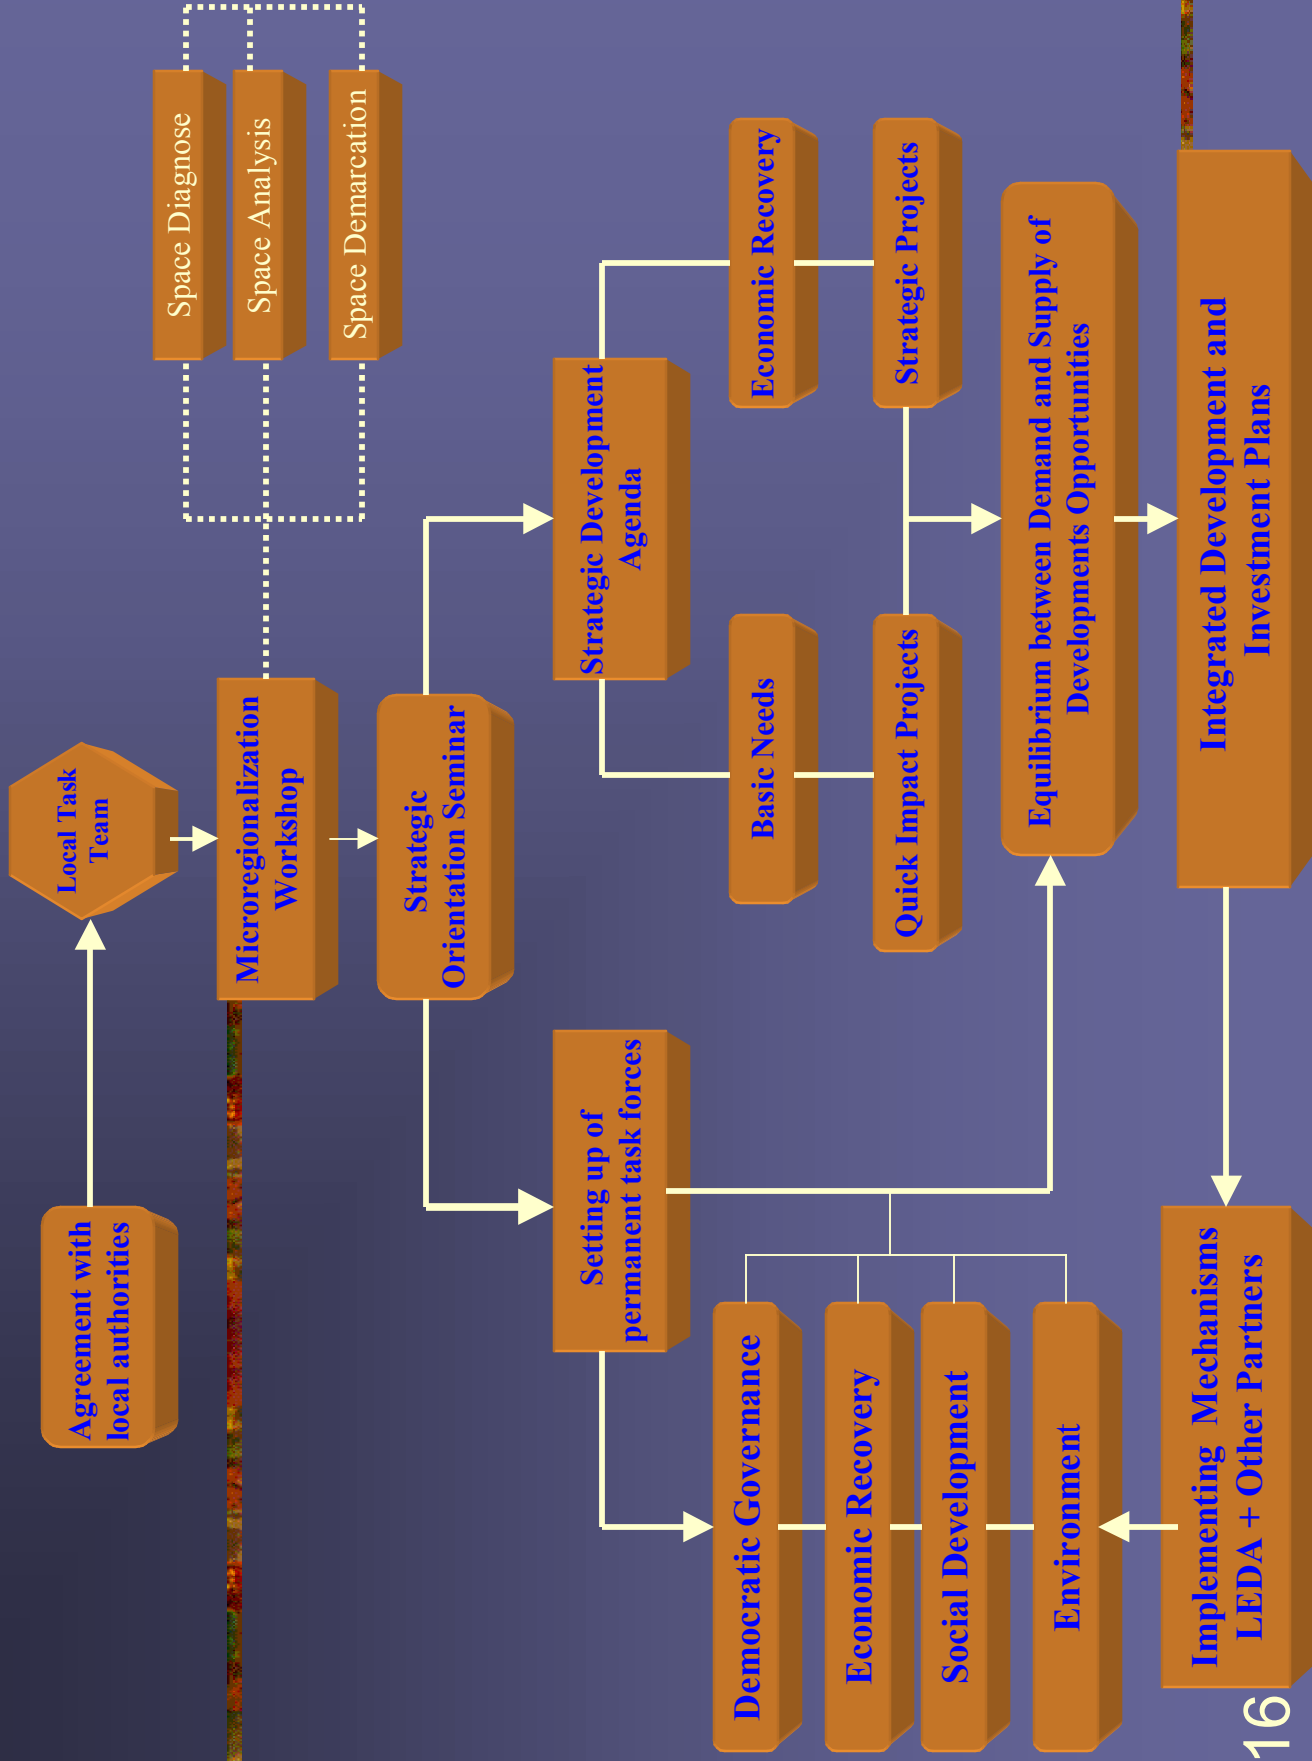 Agreement with
local authorities
Local Task
Team
Microregionalization
Workshop
Space Diagnose
Space Analysis
Space Demarcation
Strategic
Orientation Seminar
Setting up of
permanent task forces
Strategic Development
Agenda
Democratic Governance
Economic Recovery
Social Development
Environment
Basic Needs
Economic Recovery
Quick Impact Projects
Strategic Projects
Equilibrium between Demand and Supply of
Developments Opportunities
Integrated Development and
Investment Plans
Implementing Mechanisms
LEDA + Other Partners
16